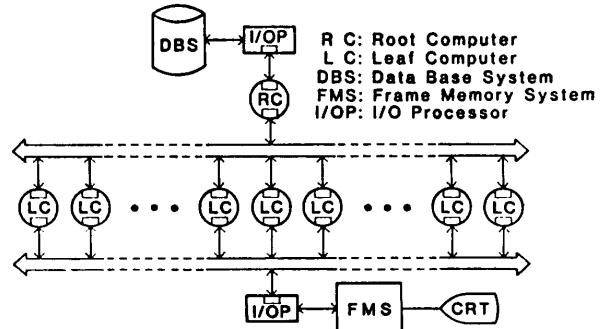 DBS
I/OP
R C: Root Computer
L C: Leaf Computer
DBS: Data Base System
FMS: Frame Memory System
I/OP: I/O Processor
RC
LC LC • • • LC LC LC • • • LC LC
I/OP
FMS
CRT